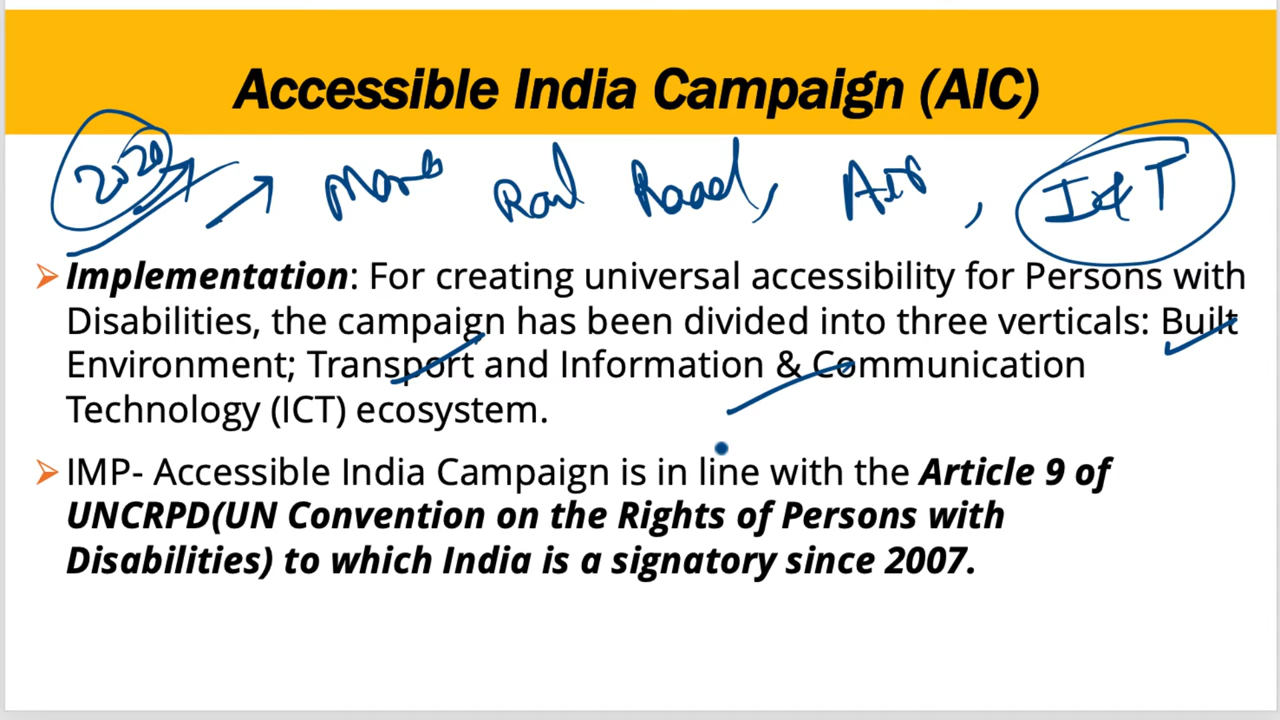 Accessible India Campaign (AIC)
2020 Rail Road, Air,
Implementation: For creating universal accessibility for Persons with
Disabilities, the campaign has been divided into three verticals: Built
Environment; Transport and Information & Communication
Technology (ICT) ecosystem.
IMP- Accessible India Campaign is in line with the Article 9 of
UNCRPD(UN Convention on the Rights of Persons with
Disabilities) to which India is a signatory since 2007.